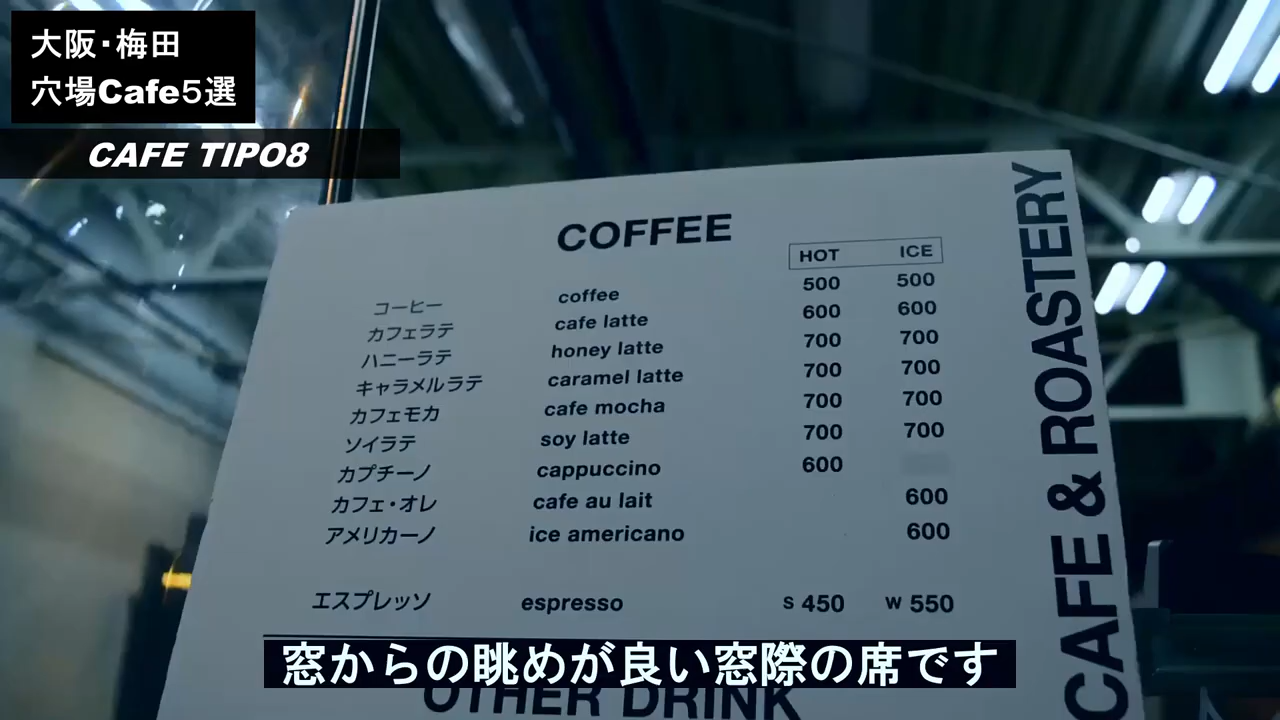 大阪・梅田
穴場Cafe5選
CAFE TIPO8
COFFEE
HOT ICE
コーヒー coffee 500 500
カフェラテ cafe latte 600 600
ハニーラテ honey latte 700 700
キャラメルラテ caramel latte 700 700
カフェモカ cafe mocha 700 700
ソイラテ soy latte 700 700
カプチーノ cappuccino 600
カフェ・オレ cafe au lait 600
アメリカーノ ice americano 600
エスプレッソ espresso S 450 W 550
OTHER DRINK
CAFE & ROASTERY
窓からの眺めが良い窓際の席です